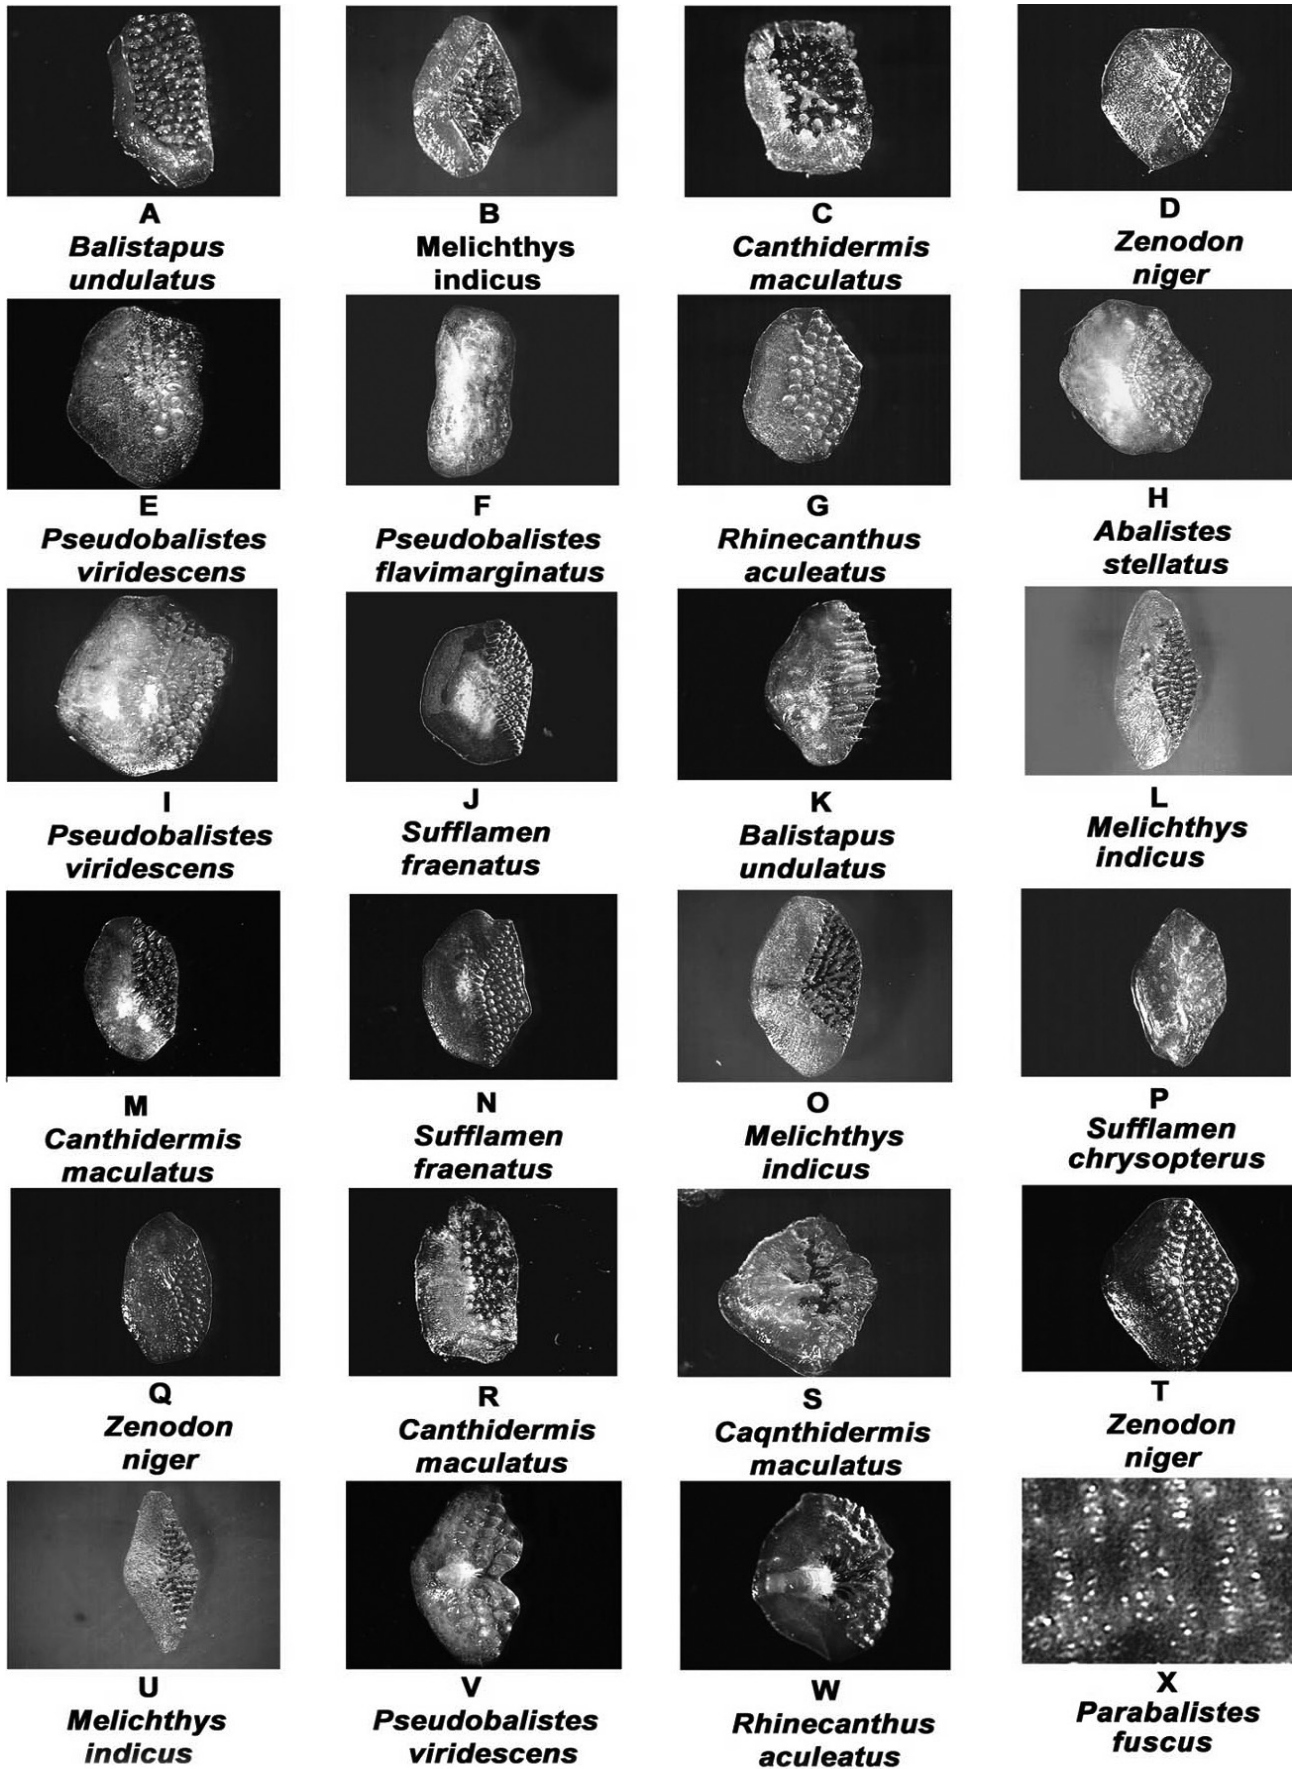 A
Balistapus
undulatus
B
Melichthys
indicus
C
Canthidermis
maculatus
D
Zenodon
niger
E
Pseudobalistes
viridescens
F
Pseudobalistes
flavimarginatus
G
Rhinecanthus
aculeatus
H
Abalistes
stellatus
I
Pseudobalistes
viridescens
J
Sufflamen
fraenatus
K
Balistapus
undulatus
L
Melichthys
indicus
M
Canthidermis
maculatus
N
Sufflamen
fraenatus
O
Melichthys
indicus
P
Sufflamen
chrysopterus
Q
Zenodon
niger
R
Canthidermis
maculatus
S
Caqnthidermis
maculatus
T
Zenodon
niger
U
Melichthys
indicus
V
Pseudobalistes
viridescens
W
Rhinecanthus
aculeatus
X
Parabalistes
fuscus